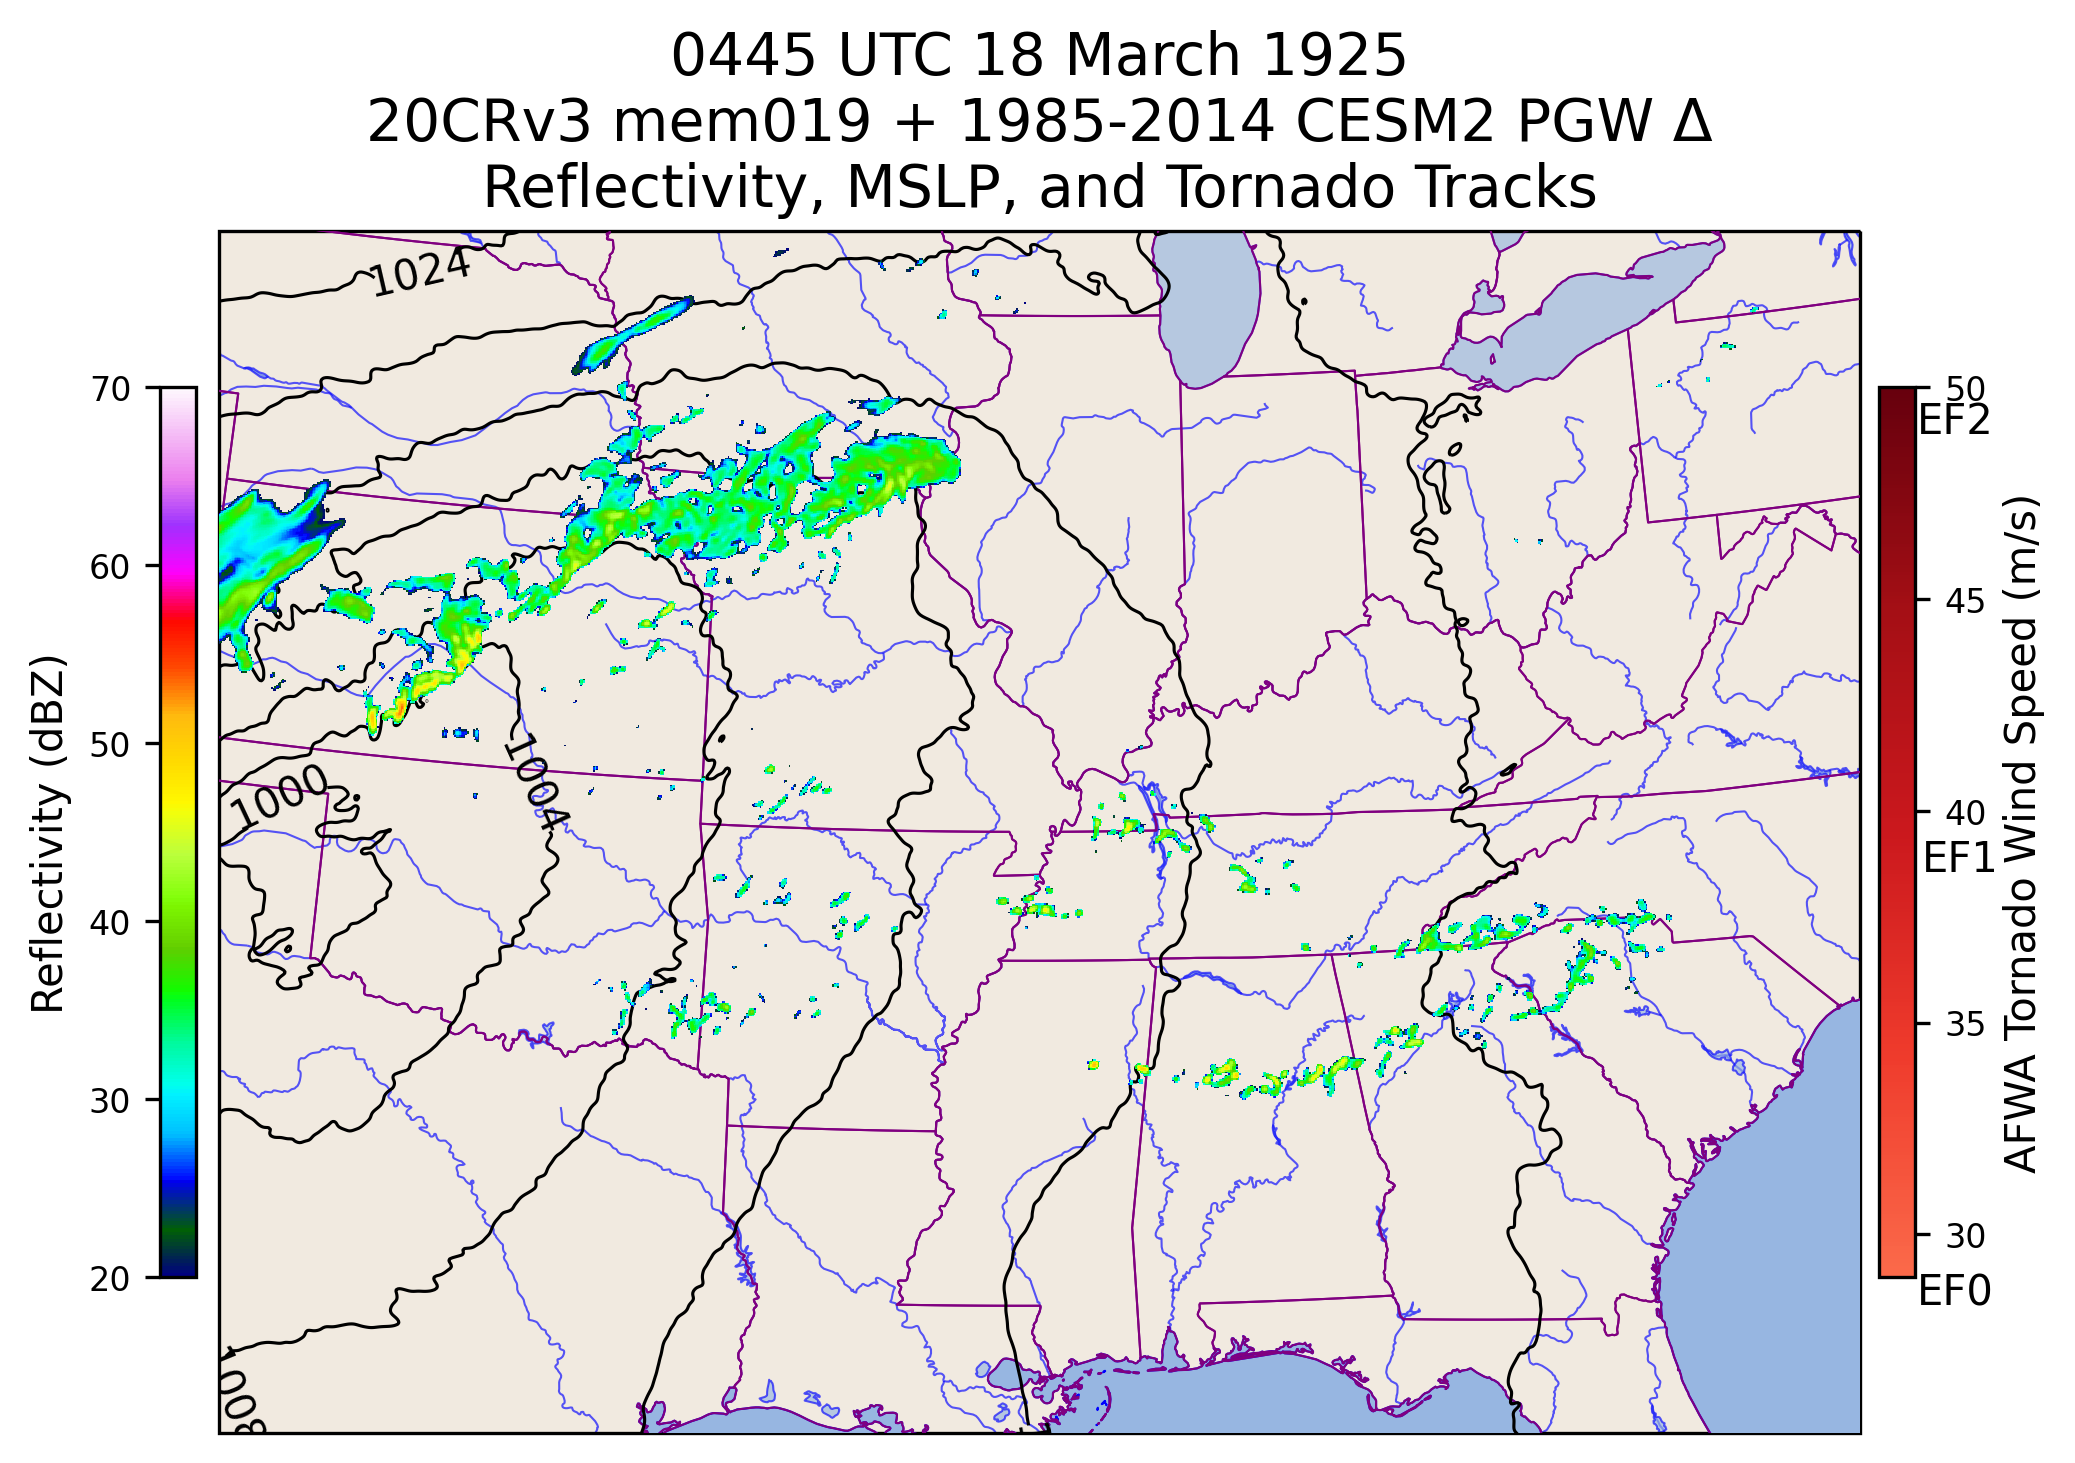 0445 UTC 18 March 1925
20CRv3 mem019 + 1985-2014 CESM2 PGW Δ
Reflectivity, MSLP, and Tornado Tracks
70
60
50
40
30
20
Reflectivity (dBZ)
1024
1000
1004
1008
50
EF2
45
40
EF1
35
30
EF0
AFWA Tornado Wind Speed (m/s)